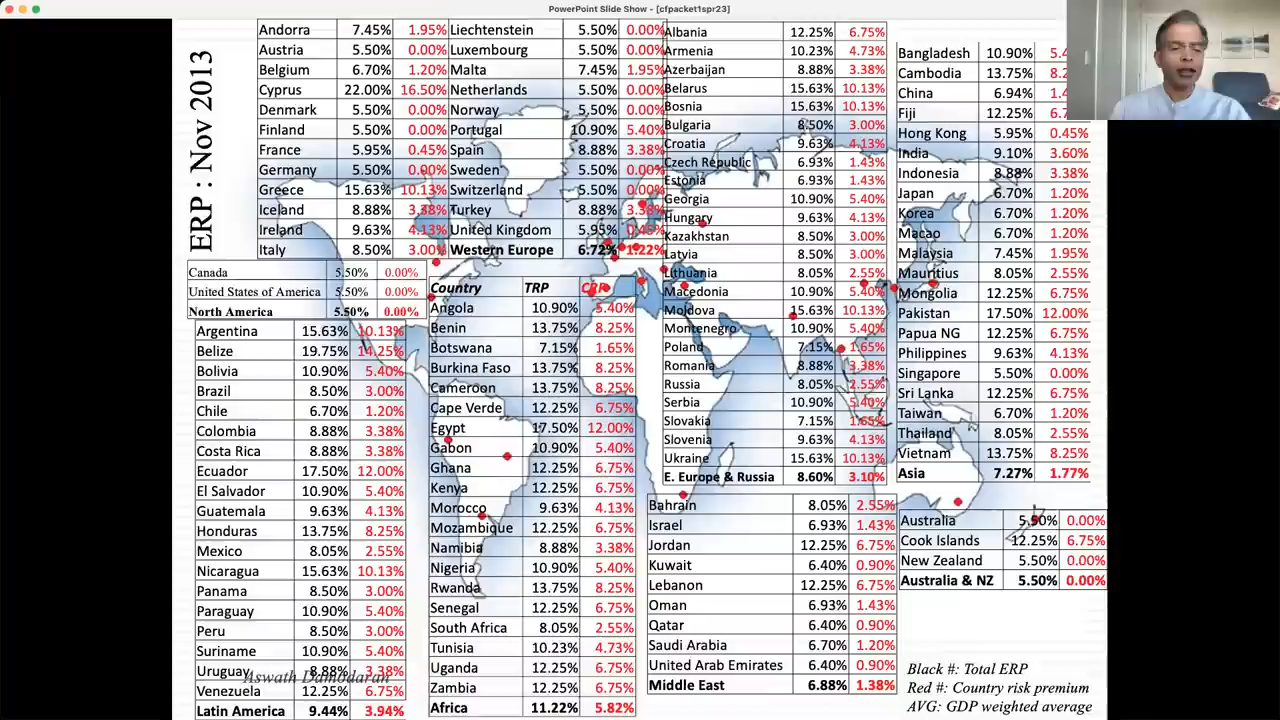 PowerPoint Slide Show - [cfpacket1spr23]
ERP : Nov 2013
Andorra 7.45% 1.95%
Austria 5.50% 0.00%
Belgium 6.70% 1.20%
Cyprus 22.00% 16.50%
Denmark 5.50% 0.00%
Finland 5.50% 0.00%
France 5.95% 0.45%
Germany 5.50% 0.00%
Greece 15.63% 10.13%
Iceland 8.88% 3.38%
Ireland 9.63% 4.13%
Italy 8.50% 3.00%
Liechtenstein 5.50% 0.00%
Luxembourg 5.50% 0.00%
Malta 7.45% 1.95%
Netherlands 5.50% 0.00%
Norway 5.50% 0.00%
Portugal 10.90% 5.40%
Spain 8.88% 3.38%
Sweden 5.50% 0.00%
Switzerland 5.50% 0.00%
Turkey 8.88% 3.38%
United Kingdom 5.95% 0.45%
Western Europe 6.72% 1.22%
Canada 5.50% 0.00%
United States of America 5.50% 0.00%
North America 5.50% 0.00%
Argentina 15.63% 10.13%
Belize 19.75% 14.25%
Bolivia 10.90% 5.40%
Brazil 8.50% 3.00%
Chile 6.70% 1.20%
Colombia 8.88% 3.38%
Costa Rica 8.88% 3.38%
Ecuador 17.50% 12.00%
El Salvador 10.90% 5.40%
Guatemala 9.63% 4.13%
Honduras 13.75% 8.25%
Mexico 8.05% 2.55%
Nicaragua 15.63% 10.13%
Panama 8.50% 3.00%
Paraguay 10.90% 5.40%
Peru 8.50% 3.00%
Suriname 10.90% 5.40%
Uruguay 8.88% 3.38%
Aswath Damodaran
Venezuela 12.25% 6.75%
Latin America 9.44% 3.94%
Country TRP CRP
Angola 10.90% 5.40%
Benin 13.75% 8.25%
Botswana 7.15% 1.65%
Burkina Faso 13.75% 8.25%
Cameroon 13.75% 8.25%
Cape Verde 12.25% 6.75%
Egypt 17.50% 12.00%
Gabon 10.90% 5.40%
Ghana 12.25% 6.75%
Kenya 12.25% 6.75%
Morocco 9.63% 4.13%
Mozambique 12.25% 6.75%
Namibia 8.88% 3.38%
Nigeria 10.90% 5.40%
Rwanda 13.75% 8.25%
Senegal 12.25% 6.75%
South Africa 8.05% 2.55%
Tunisia 10.23% 4.73%
Uganda 12.25% 6.75%
Zambia 12.25% 6.75%
Africa 11.22% 5.82%
Albania 12.25% 6.75%
Armenia 10.23% 4.73%
Azerbaijan 8.88% 3.38%
Belarus 15.63% 10.13%
Bosnia 15.63% 10.13%
Bulgaria 8.50% 3.00%
Croatia 9.63% 4.13%
Czech Republic 6.93% 1.43%
Estonia 6.93% 1.43%
Georgia 10.90% 5.40%
Hungary 9.63% 4.13%
Kazakhstan 8.50% 3.00%
Latvia 8.50% 3.00%
Lithuania 8.05% 2.55%
Macedonia 10.90% 5.40%
Moldova 15.63% 10.13%
Montenegro 10.90% 5.40%
Poland 7.15% 1.65%
Romania 8.88% 3.38%
Russia 8.05% 2.55%
Serbia 10.90% 5.40%
Slovakia 7.15% 1.65%
Slovenia 9.63% 4.13%
Ukraine 15.63% 10.13%
E. Europe & Russia 8.60% 3.10%
Bahrain 8.05% 2.55%
Israel 6.93% 1.43%
Jordan 12.25% 6.75%
Kuwait 6.40% 0.90%
Lebanon 12.25% 6.75%
Oman 6.93% 1.43%
Qatar 6.40% 0.90%
Saudi Arabia 6.70% 1.20%
United Arab Emirates 6.40% 0.90%
Middle East 6.88% 1.38%
Bangladesh 10.90% 5.4
Cambodia 13.75% 8.2
China 6.94% 1.4
Fiji 12.25% 6.7
Hong Kong 5.95% 0.45%
India 9.10% 3.60%
Indonesia 8.88% 3.38%
Japan 6.70% 1.20%
Korea 6.70% 1.20%
Macao 6.70% 1.20%
Malaysia 7.45% 1.95%
Mauritius 8.05% 2.55%
Mongolia 12.25% 6.75%
Pakistan 17.50% 12.00%
Papua NG 12.25% 6.75%
Philippines 9.63% 4.13%
Singapore 5.50% 0.00%
Sri Lanka 12.25% 6.75%
Taiwan 6.70% 1.20%
Thailand 8.05% 2.55%
Vietnam 13.75% 8.25%
Asia 7.27% 1.77%
Australia 5.50% 0.00%
Cook Islands 12.25% 6.75%
New Zealand 5.50% 0.00%
Australia & NZ 5.50% 0.00%
Black #: Total ERP
Red #: Country risk premium
AVG: GDP weighted average